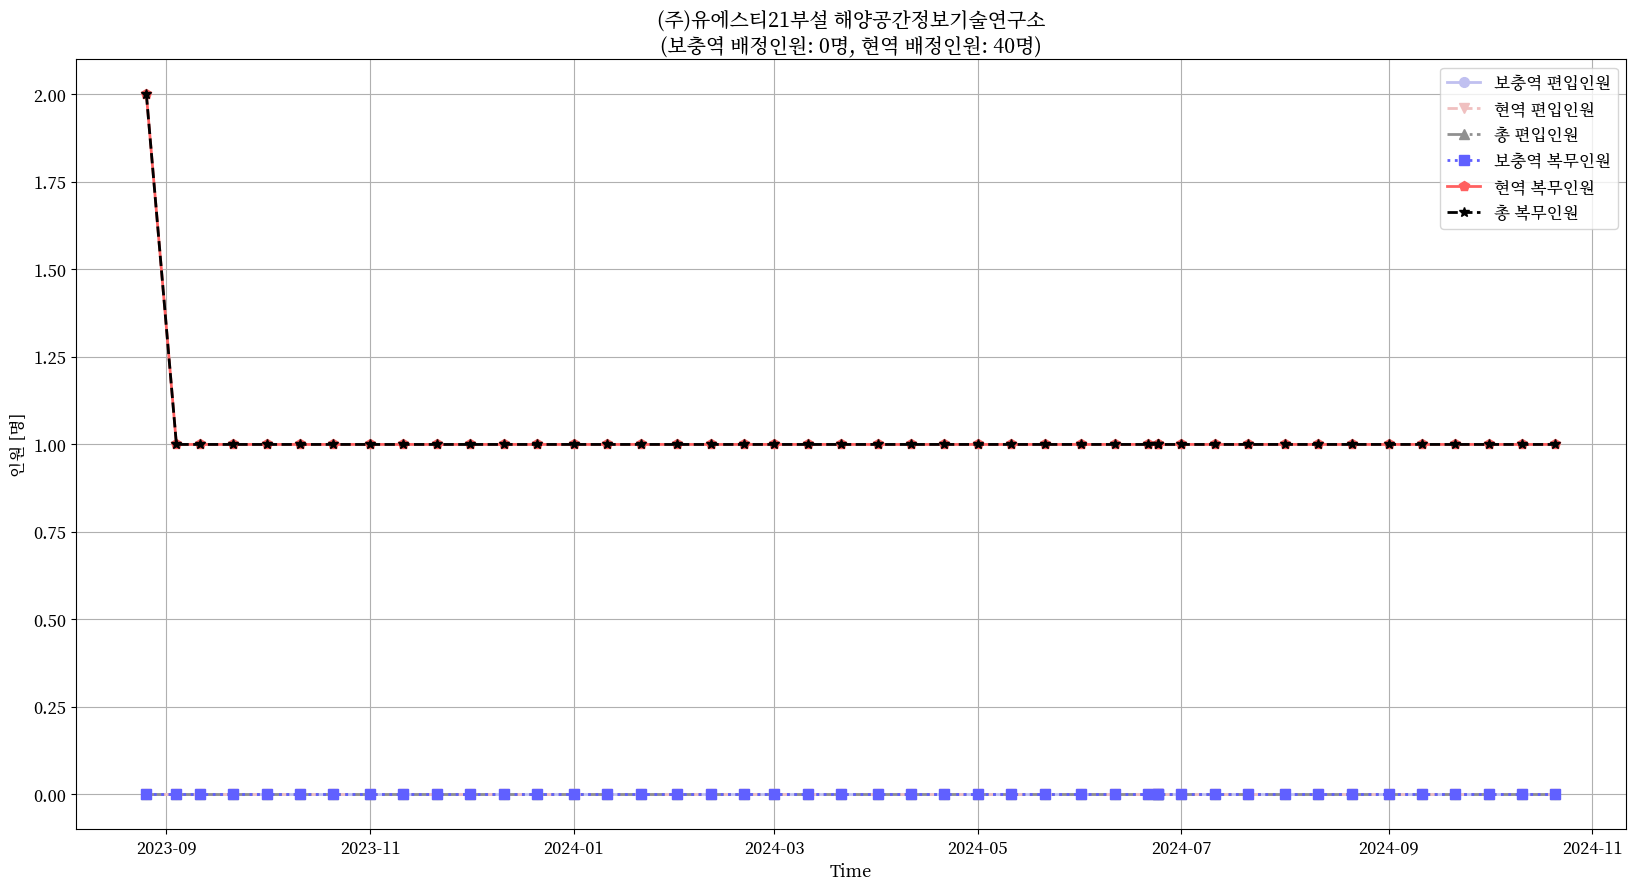 (주)유에스티21부설 해양공간정보기술연구소
(보충역 배정인원: 0명, 현역 배정인원: 40명)
보충역 편입인원
현역 편입인원
총 편입인원
보충역 복무인원
현역 복무인원
총 복무인원
인원 [명]
2.00
1.75
1.50
1.25
1.00
0.75
0.50
0.25
0.00
2023-09 2023-11 2024-01 2024-03 2024-05 2024-07 2024-09 2024-11
Time